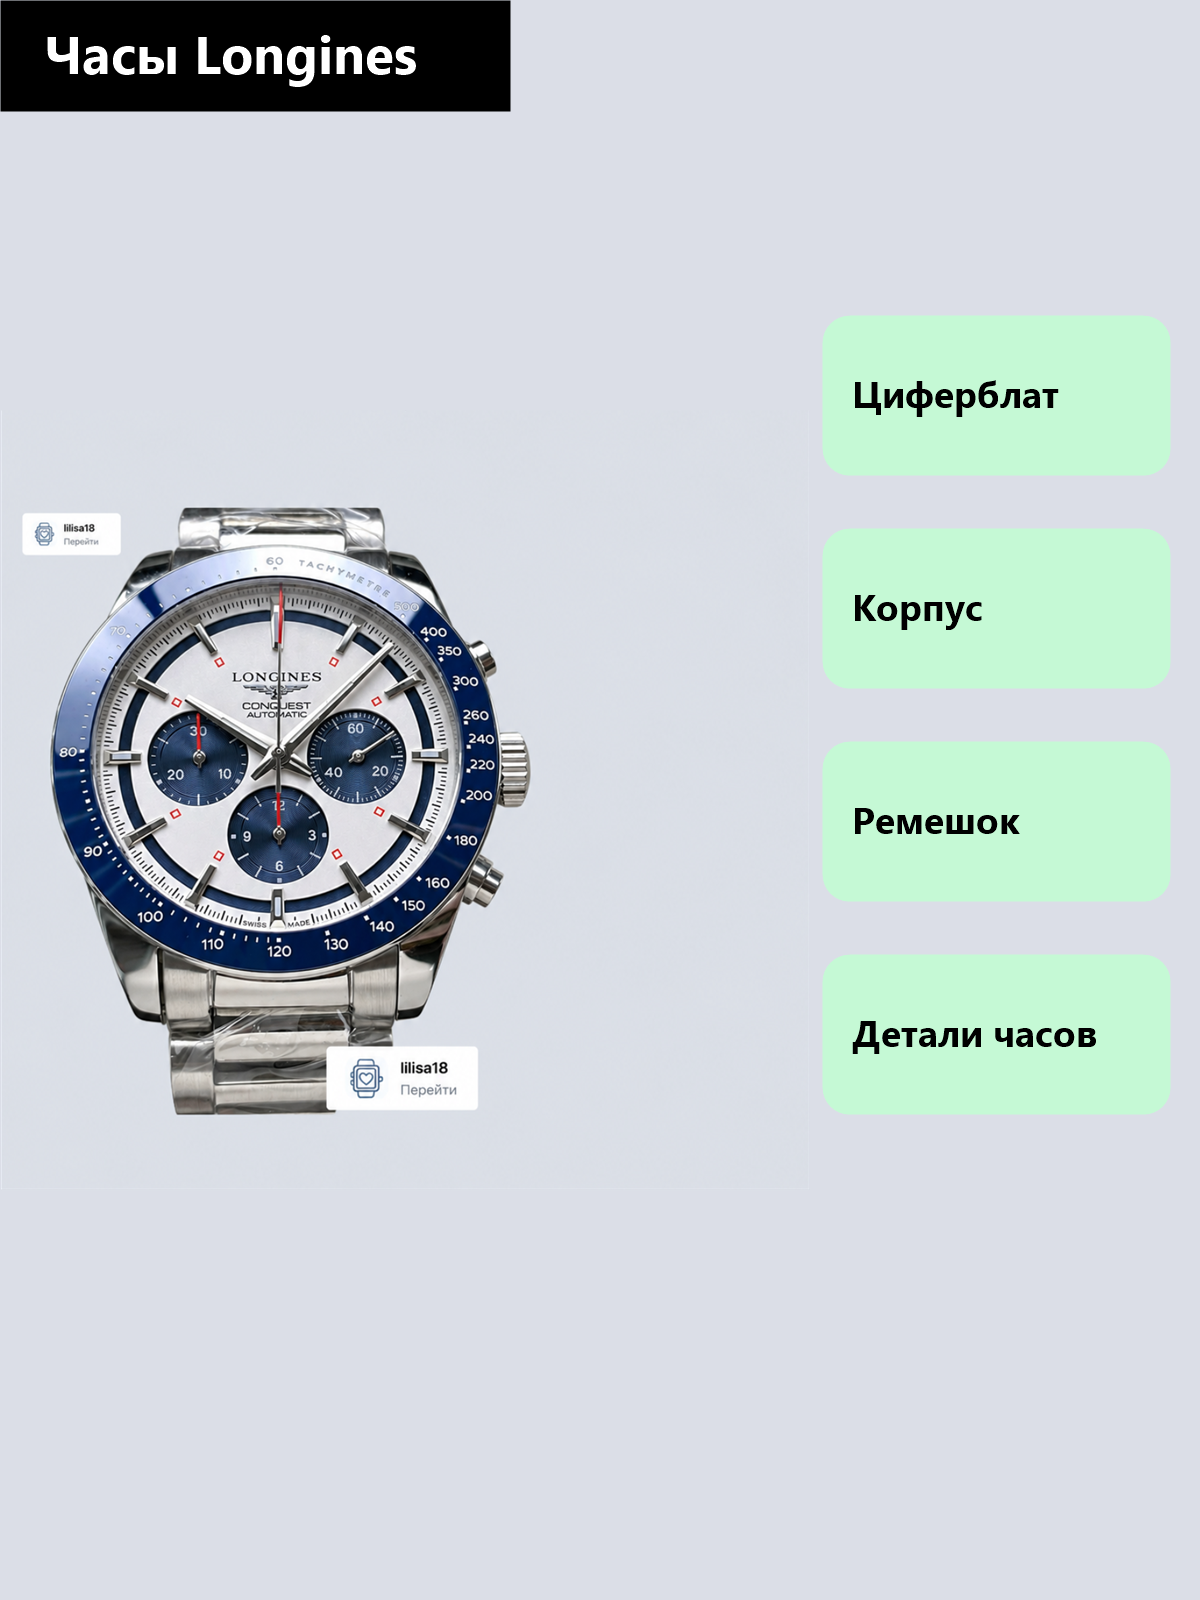 Часы Longines
Циферблат
Корпус
Ремешок
Детали часов
lilisa18
Перейти
60 TACHYMETRE
500
400
350
300
260
240
220
200
180
160
150
140
130
120
110
100
90
80
70
LONGINES
CONQUEST
AUTOMATIC
30
20 10
60
40 20
12
9 3
6
SWISS MADE
lilisa18
Перейти